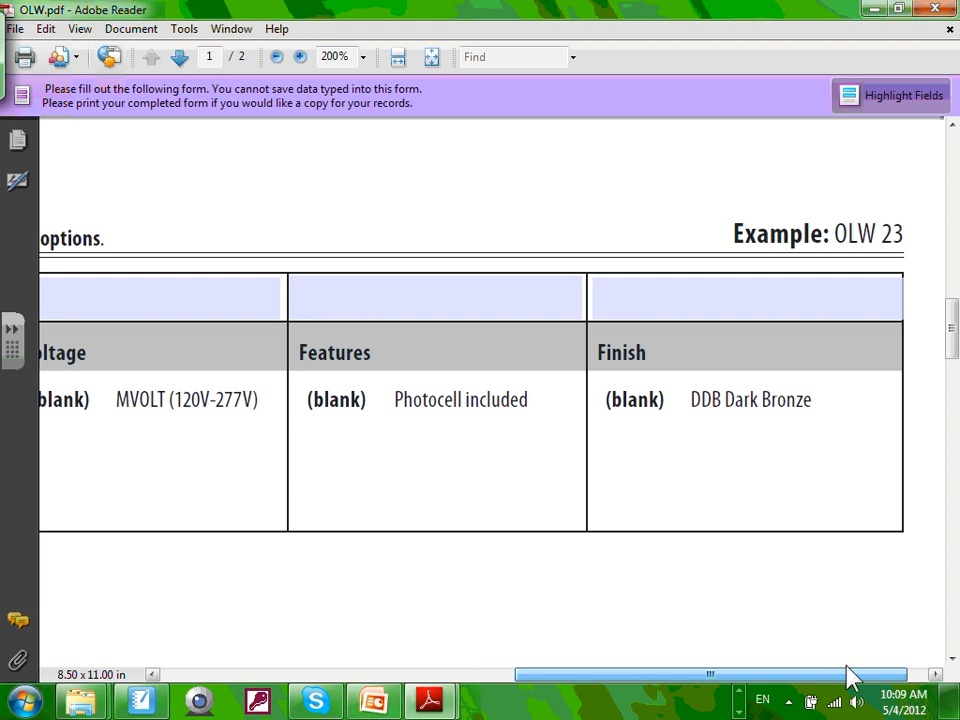 OLW.pdf - Adobe Reader
File Edit View Document Tools Window Help
1 / 2 200% Find
Please fill out the following form. You cannot save data typed into this form.
Please print your completed form if you would like a copy for your records.
Highlight Fields
options. Example: OLW 23
oltage Features Finish
blank) MVOLT (120V-277V) (blank) Photocell included (blank) DDB Dark Bronze
8.50 x 11.00 in
EN 10:09 AM
5/4/2012